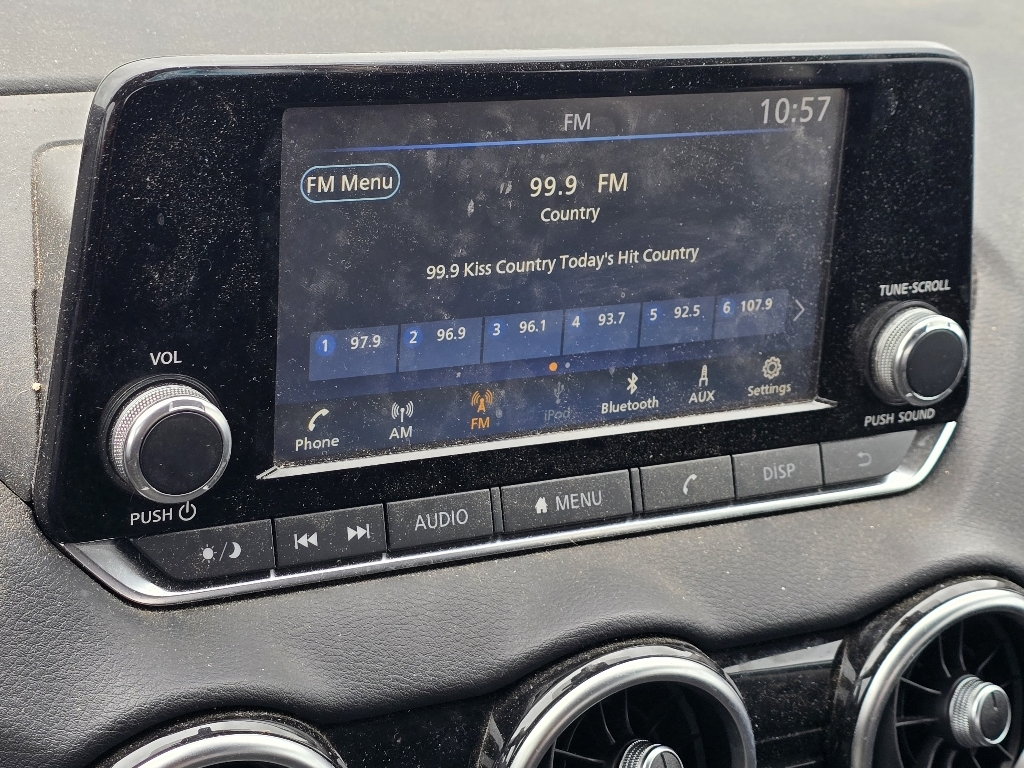 FM
10:57
FM Menu
99.9 FM
Country
99.9 Kiss Country Today's Hit Country
1 97.9
2 96.9
3 96.1
4 93.7
5 92.5
6 107.9
Phone
AM
FM
iPod
Bluetooth
AUX
Settings
VOL
PUSH
TUNE·SCROLL
PUSH SOUND
AUDIO
MENU
DISP